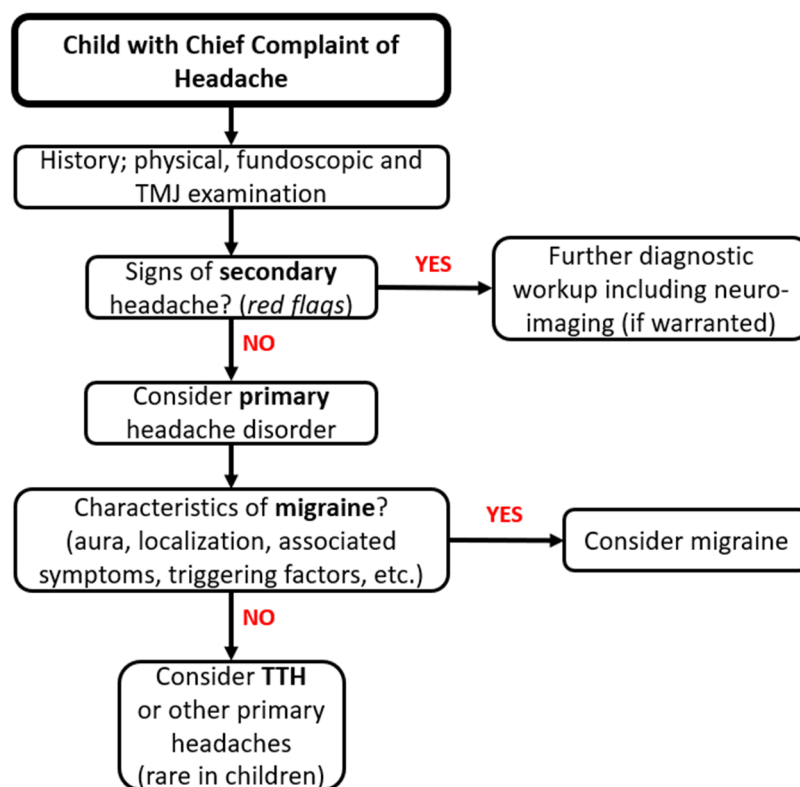 Child with Chief Complaint of
Headache
History; physical, fundoscopic and
TMJ examination
Signs of secondary
headache? (red flags)
YES
Further diagnostic
workup including neuro-
imaging (if warranted)
NO
Consider primary
headache disorder
Characteristics of migraine?
(aura, localization, associated
symptoms, triggering factors, etc.)
YES
Consider migraine
NO
Consider TTH
or other primary
headaches
(rare in children)